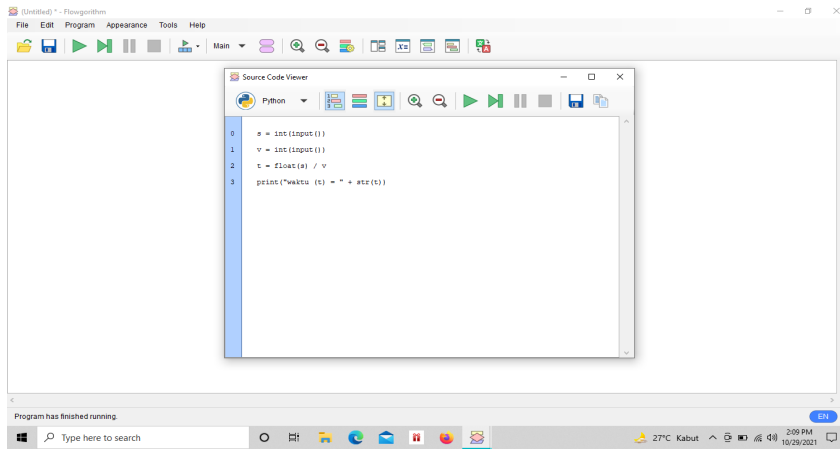 (Untitled) * - Flowgorithm
File Edit Program Appearance Tools Help
Main
Source Code Viewer
Python
0 s = int(input())
1 v = int(input())
2 t = float(s) / v
3 print("waktu (t) = " + str(t))
Program has finished running.
EN
Type here to search
27°C Kabut
2:09 PM
10/29/2021